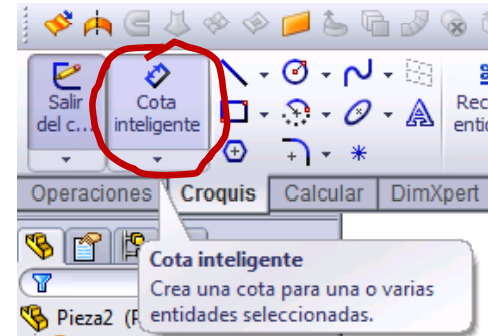 Salir
del c...
Cota
inteligente
Rec
entic
Operaciones
Croquis
Calcular
DimXpert
Cota inteligente
Crea una cota para una o varias
entidades seleccionadas.
Pieza2 (P